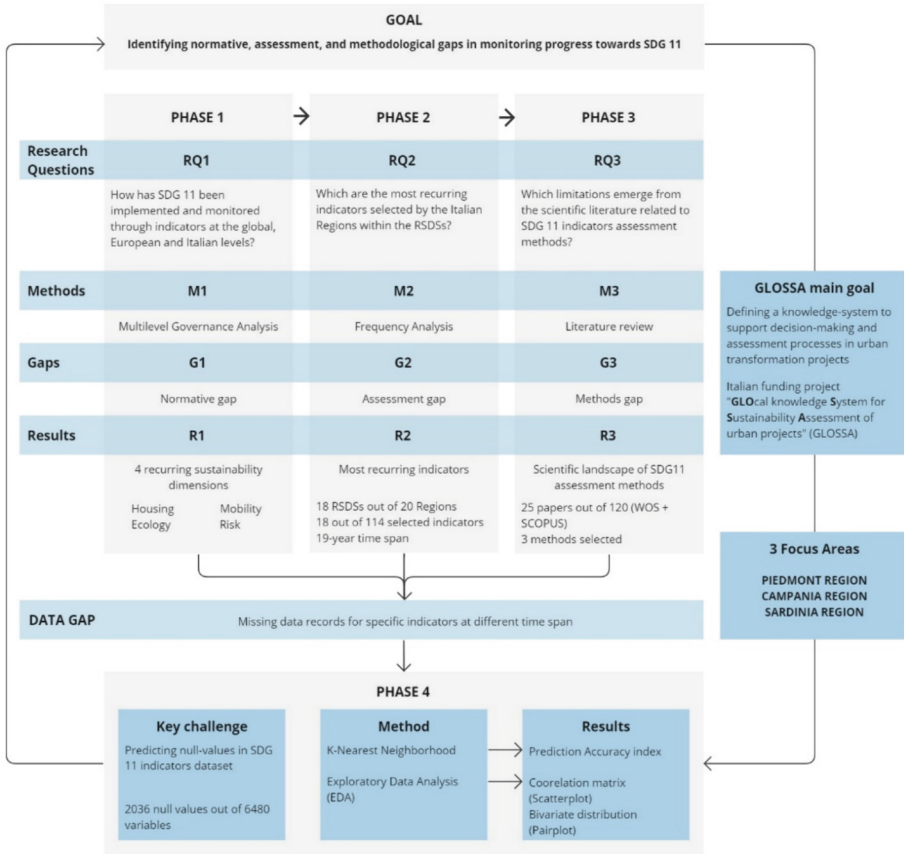 GOAL
Identifying normative, assessment, and methodological gaps in monitoring progress towards SDG 11
PHASE 1
PHASE 2
PHASE 3
Research
Questions
RQ1
RQ2
RQ3
How has SDG 11 been
implemented and monitored
through indicators at the global,
European and Italian levels?
Which are the most recurring
indicators selected by the Italian
Regions within the RSDSs?
Which limitations emerge from
the scientific literature related to
SDG 11 indicators assessment
methods?
Methods
M1
M2
M3
Multilevel Governance Analysis
Frequency Analysis
Literature review
Gaps
G1
G2
G3
Normative gap
Assessment gap
Methods gap
Results
R1
R2
R3
4 recurring sustainability
dimensions
Housing
Mobility
Ecology
Risk
Most recurring indicators
18 RSDSs out of 20 Regions
18 out of 114 selected indicators
19-year time span
Scientific landscape of SDG11
assessment methods
25 papers out of 120 (WOS +
SCOPUS)
3 methods selected
GLOSSA main goal
Defining a knowledge-system to
support decision-making and
assessment processes in urban
transformation projects
Italian funding project
"GLOcal knowledge System for
Sustainability Assessment of
urban projects" (GLOSSA)
3 Focus Areas
PIEDMONT REGION
CAMPANIA REGION
SARDINIA REGION
DATA GAP
Missing data records for specific indicators at different time span
PHASE 4
Key challenge
Predicting null-values in SDG
11 indicators dataset
2036 null values out of 6480
variables
Method
K-Nearest Neighborhood
Exploratory Data Analysis
(EDA)
Results
Prediction Accuracy index
Coorelation matrix
(Scatterplot)
Bivariate distribution
(Pairplot)